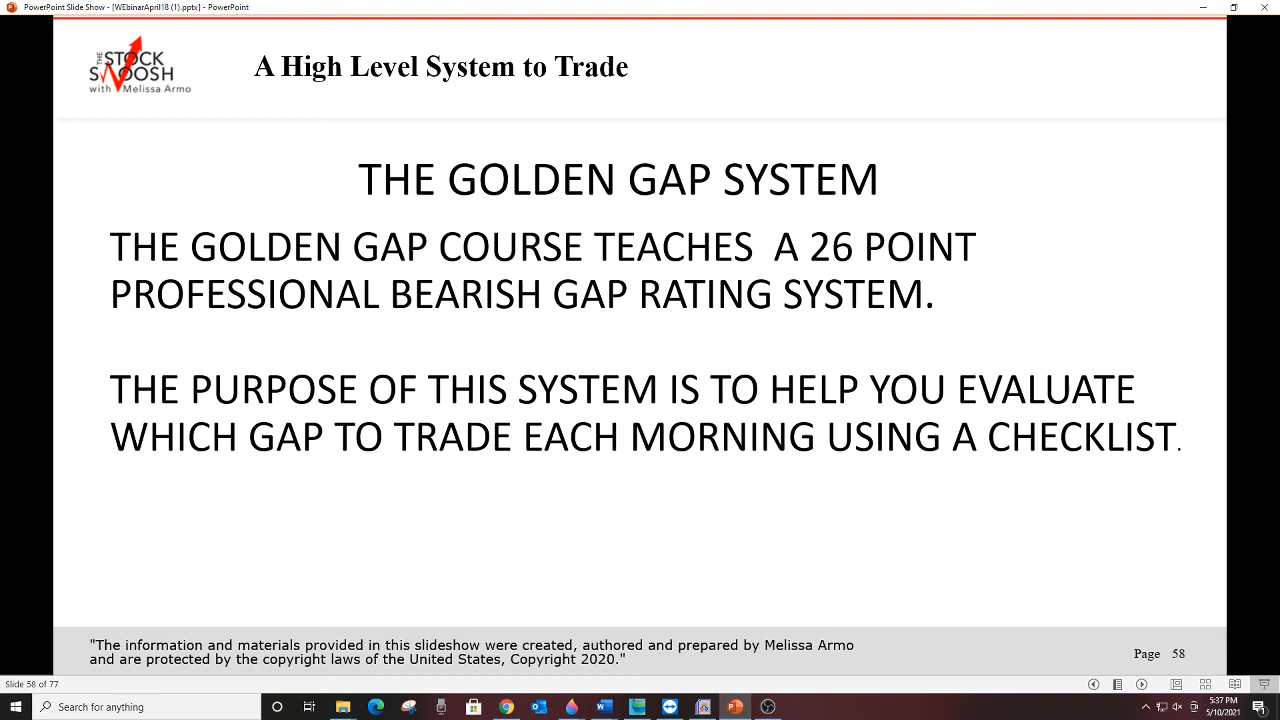 PowerPoint Slide Show - [WEbinarApril18 (1).pptx] - PowerPoint
THE
STOCK
SWOOSH
with Melissa Armo
A High Level System to Trade
THE GOLDEN GAP SYSTEM
THE GOLDEN GAP COURSE TEACHES  A 26 POINT
PROFESSIONAL BEARISH GAP RATING SYSTEM.
THE PURPOSE OF THIS SYSTEM IS TO HELP YOU EVALUATE
WHICH GAP TO TRADE EACH MORNING USING A CHECKLIST.
"The information and materials provided in this slideshow were created, authored and prepared by Melissa Armo
and are protected by the copyright laws of the United States, Copyright 2020."
Page 58
Slide 58 of 77
Search for anything
5:37 PM
5/10/2021